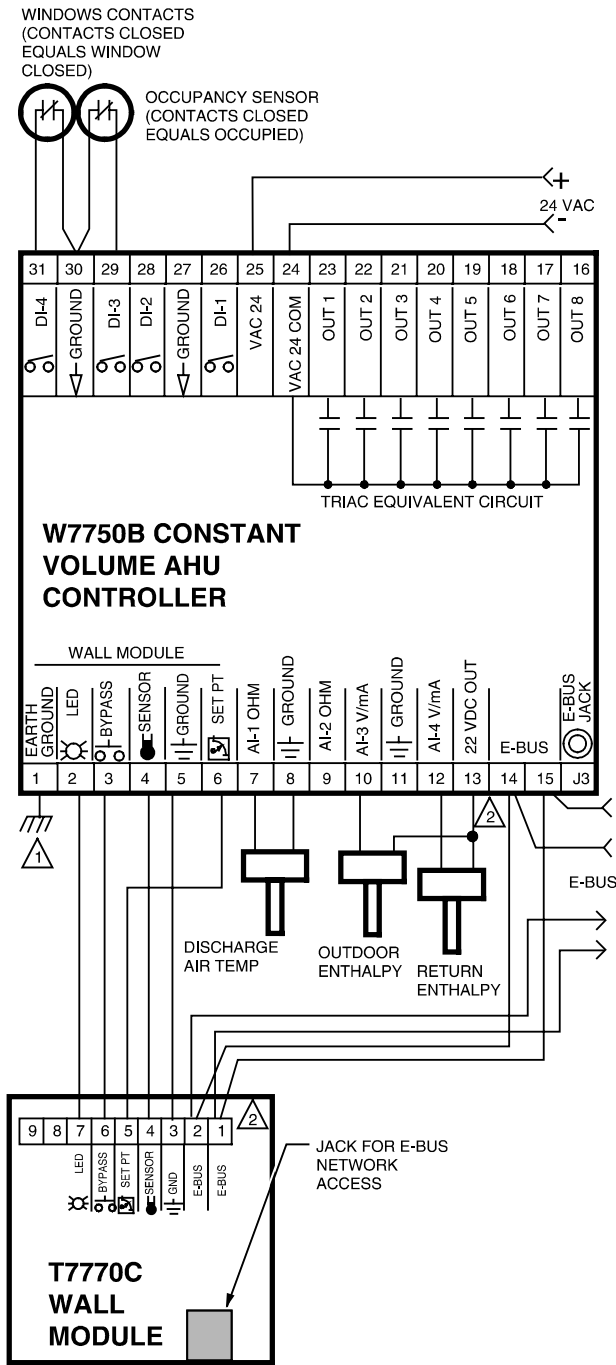 WINDOWS CONTACTS
(CONTACTS CLOSED
EQUALS WINDOW
CLOSED)
OCCUPANCY SENSOR
(CONTACTS CLOSED
EQUALS OCCUPIED)
+
24 VAC
-
31 30 29 28 27 26 25 24 23 22 21 20 19 18 17 16
DI-4
GROUND
DI-3
DI-2
GROUND
DI-1
VAC 24
VAC 24 COM
OUT 1
OUT 2
OUT 3
OUT 4
OUT 5
OUT 6
OUT 7
OUT 8
TRIAC EQUIVALENT CIRCUIT
W7750B CONSTANT
VOLUME AHU
CONTROLLER
WALL MODULE
EARTH
GROUND
LED
BYPASS
SENSOR
GROUND
SET PT
AI-1 OHM
GROUND
AI-2 OHM
AI-3 V/mA
GROUND
AI-4 V/mA
22 VDC OUT
E-BUS
E-BUS
JACK
1 2 3 4 5 6 7 8 9 10 11 12 13 14 15 J3
1
2
E-BUS
DISCHARGE
AIR TEMP
OUTDOOR
ENTHALPY
RETURN
ENTHALPY
9 8 7 6 5 4 3 2 1
2
LED
BYPASS
SET PT
SENSOR
GND
E-BUS
E-BUS
JACK FOR E-BUS
NETWORK
ACCESS
T7770C
WALL
MODULE